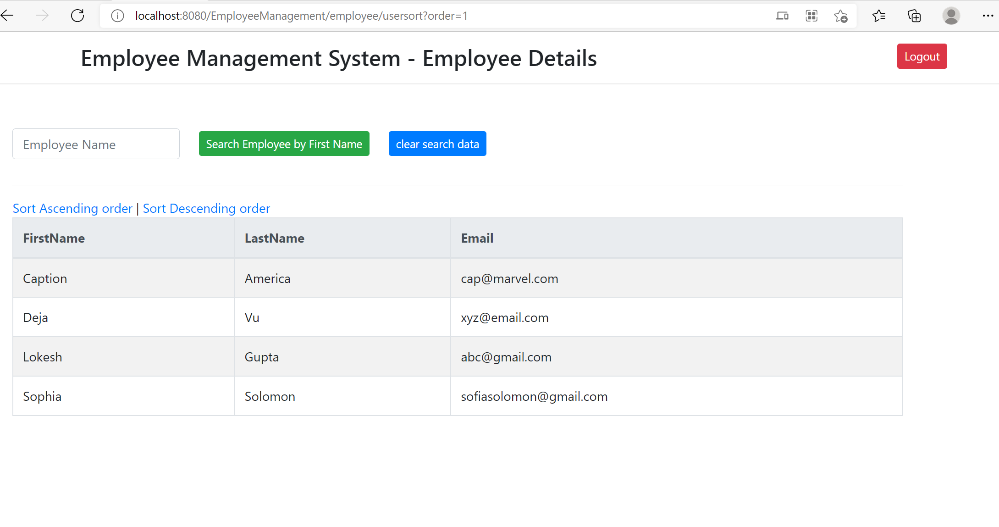 localhost:8080/EmployeeManagement/employee/usersort?order=1
Employee Management System - Employee Details
Logout
Employee Name
Search Employee by First Name
clear search data
Sort Ascending order | Sort Descending order
FirstName LastName Email
Caption America cap@marvel.com
Deja Vu xyz@email.com
Lokesh Gupta abc@gmail.com
Sophia Solomon sofiasolomon@gmail.com